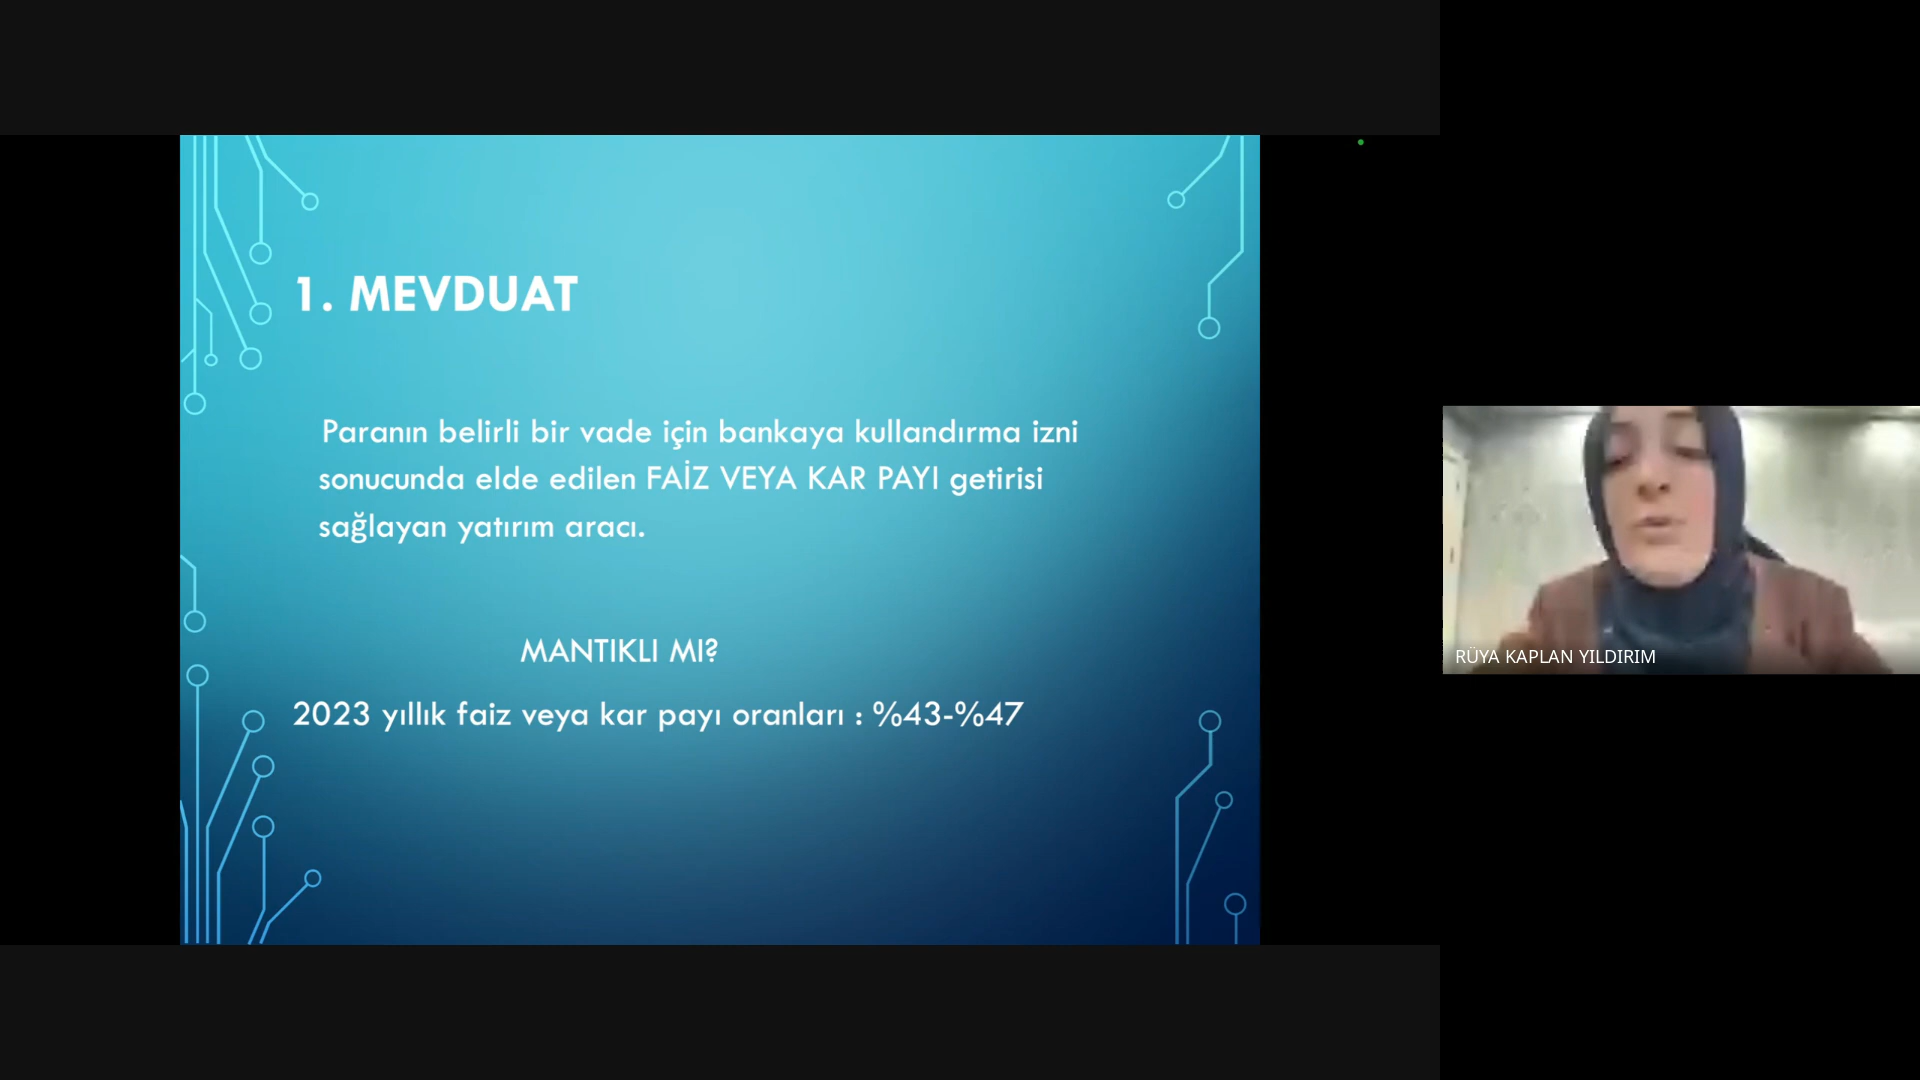 1. MEVDUAT
Paranın belirli bir vade için bankaya kullandırma izni
sonucunda elde edilen FAİZ VEYA KAR PAYI getirisi
sağlayan yatırım aracı.
MANTIKLI MI?
2023 yıllık faiz veya kar payı oranları : %43-%47
RÜYA KAPLAN YILDIRIM